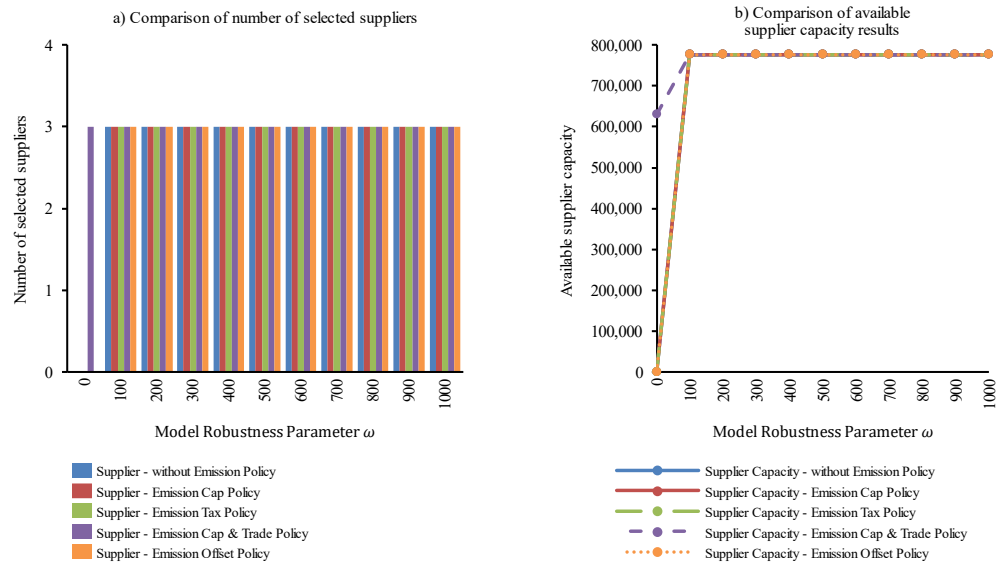 a) Comparison of number of selected suppliers
4
3
2
1
0
Number of selected suppliers
0
100
200
300
400
500
600
700
800
900
1000
Model Robustness Parameter ω
Supplier - without Emission Policy
Supplier - Emission Cap Policy
Supplier - Emission Tax Policy
Supplier - Emission Cap & Trade Policy
Supplier - Emission Offset Policy
b) Comparison of available
supplier capacity results
800,000
700,000
600,000
500,000
400,000
300,000
200,000
100,000
0
Available supplier capacity
0
100
200
300
400
500
600
700
800
900
1000
Model Robustness Parameter ω
Supplier Capacity - without Emission Policy
Supplier Capacity - Emission Cap Policy
Supplier Capacity - Emission Tax Policy
Supplier Capacity - Emission Cap & Trade Policy
Supplier Capacity - Emission Offset Policy